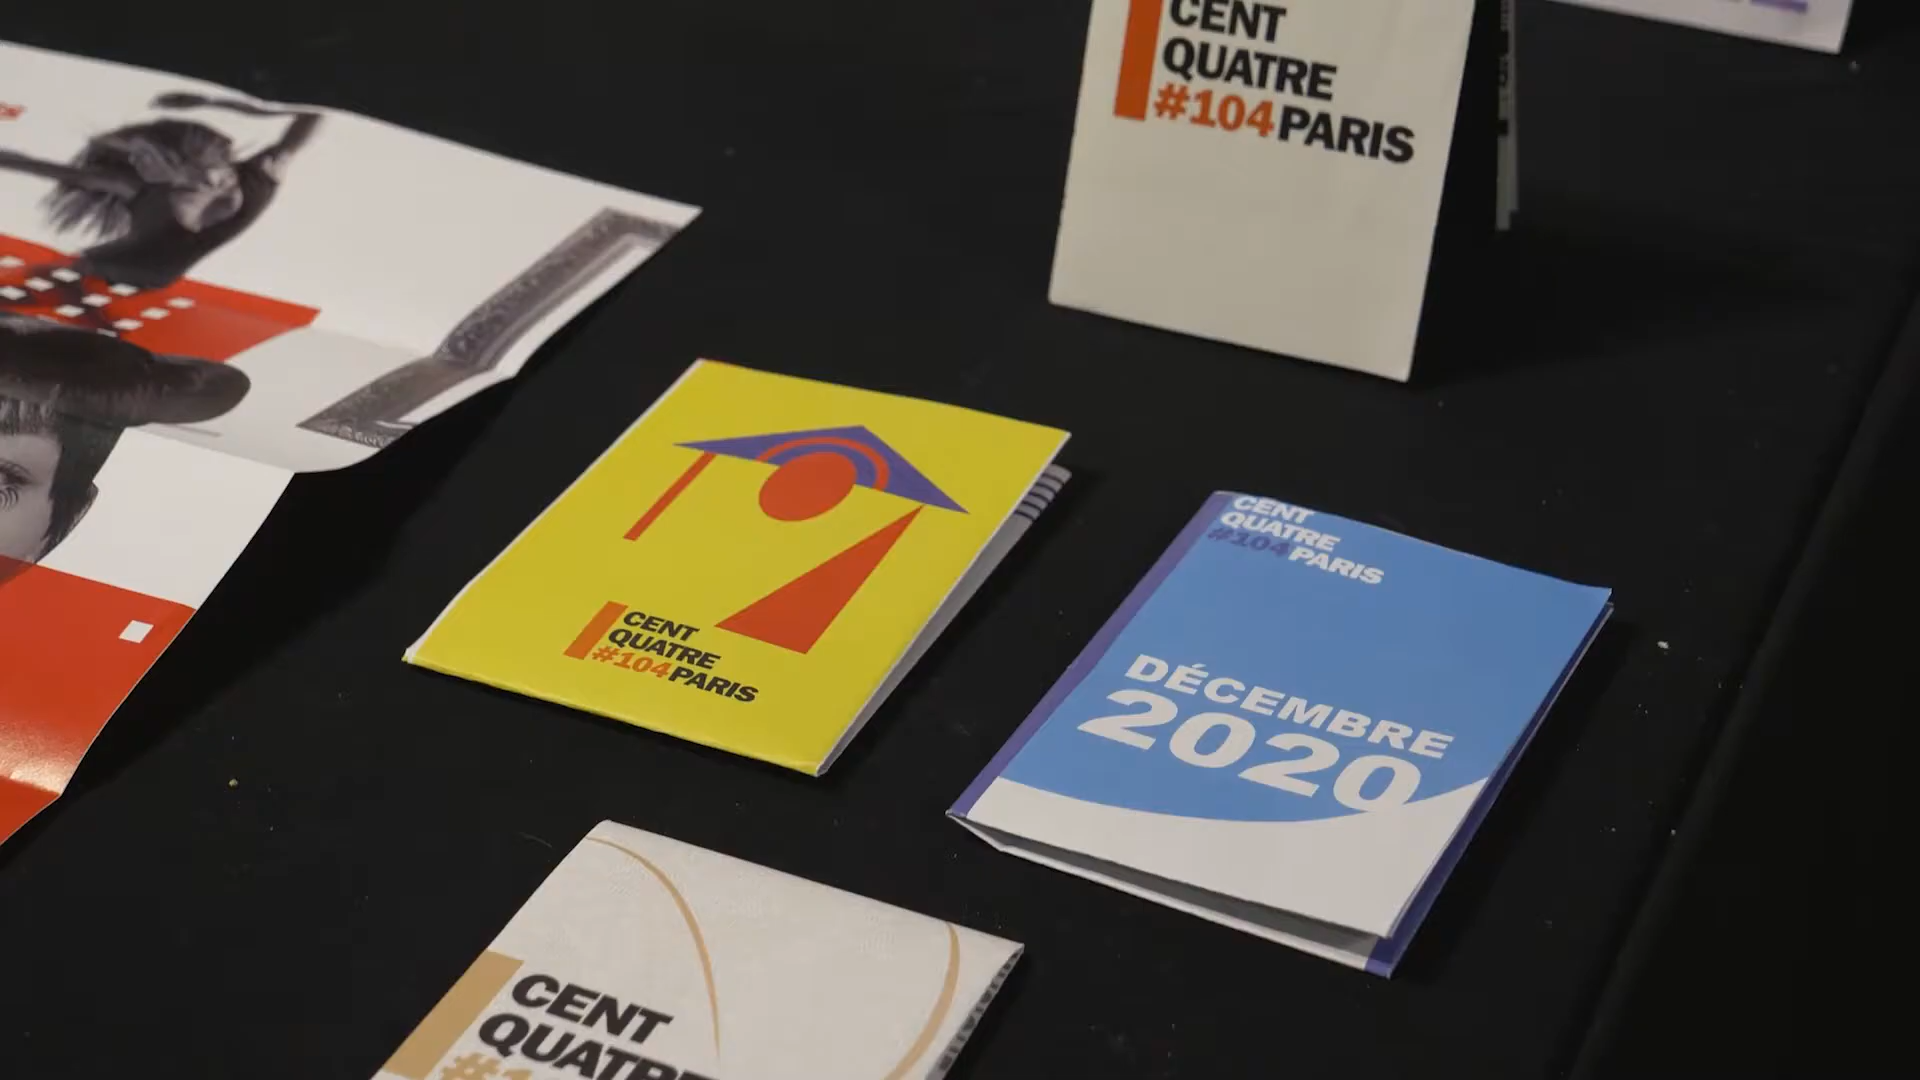 CENT
QUATRE
#104PARIS
CENT
QUATRE
#104PARIS
CENT
QUATRE
#104PARIS
DÉCEMBRE
2020
CENT
QUATRE